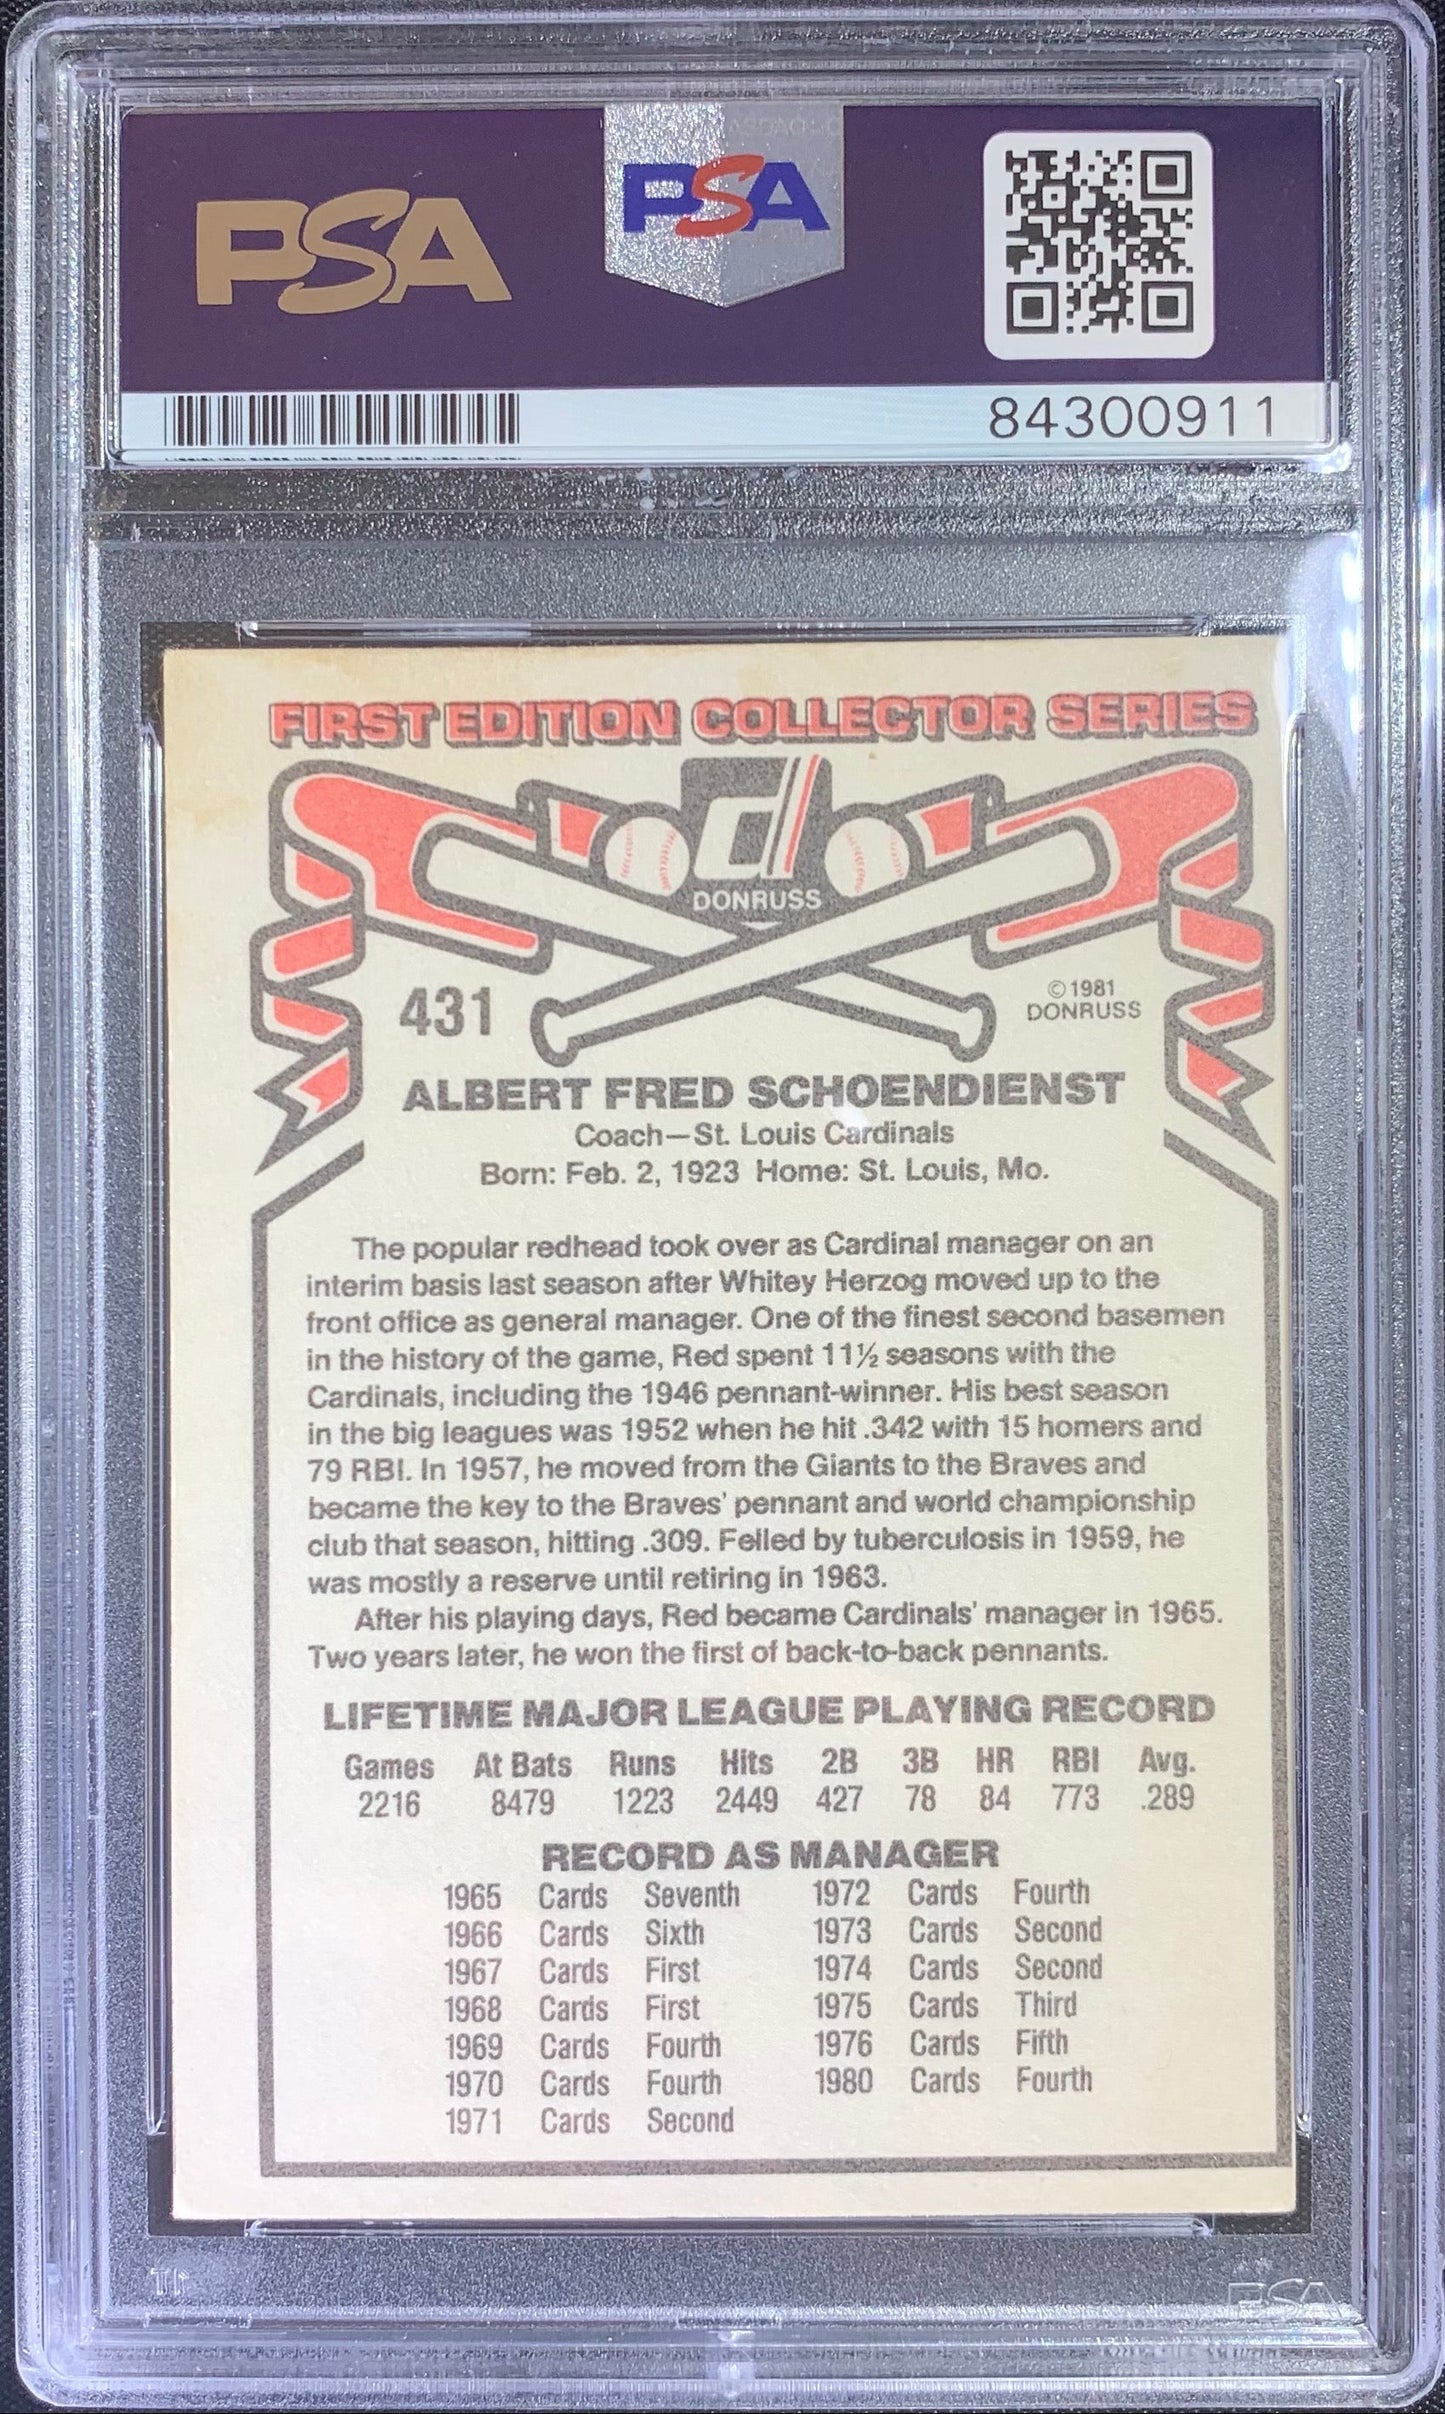 PSA
PSA
84300911
FIRST EDITION COLLECTOR SERIES
d
DONRUSS
431
© 1981
DONRUSS
ALBERT FRED SCHOENDIENST
Coach—St. Louis Cardinals
Born: Feb. 2, 1923 Home: St. Louis, Mo.
The popular redhead took over as Cardinal manager on an
interim basis last season after Whitey Herzog moved up to the
front office as general manager. One of the finest second basemen
in the history of the game, Red spent 11½ seasons with the
Cardinals, including the 1946 pennant-winner. His best season
in the big leagues was 1952 when he hit .342 with 15 homers and
79 RBI. In 1957, he moved from the Giants to the Braves and
became the key to the Braves' pennant and world championship
club that season, hitting .309. Felled by tuberculosis in 1959, he
was mostly a reserve until retiring in 1963.
After his playing days, Red became Cardinals' manager in 1965.
Two years later, he won the first of back-to-back pennants.
LIFETIME MAJOR LEAGUE PLAYING RECORD
Games At Bats Runs Hits 2B 3B HR RBI Avg.
2216 8479 1223 2449 427 78 84 773 .289
RECORD AS MANAGER
1965 Cards Seventh 1972 Cards Fourth
1966 Cards Sixth 1973 Cards Second
1967 Cards First 1974 Cards Second
1968 Cards First 1975 Cards Third
1969 Cards Fourth 1976 Cards Fifth
1970 Cards Fourth 1980 Cards Fourth
1971 Cards Second
PSA